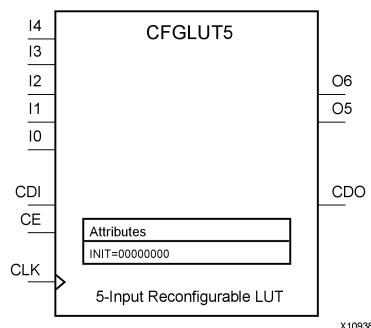 CFGLUT5
I4
I3
I2
I1
I0
CDI
CE
CLK
O6
O5
CDO
Attributes
INIT=00000000
5-Input Reconfigurable LUT
X10938